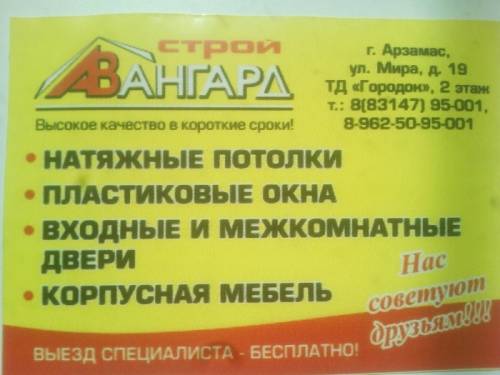 СТРОЙ
АВАНГАРД
Высокое качество в короткие сроки!
г. Арзамас,
ул. Мира, д. 19
ТД «Городок», 2 этаж
т.: 8(83147) 95-001,
8-962-50-95-001
• НАТЯЖНЫЕ ПОТОЛКИ
• ПЛАСТИКОВЫЕ ОКНА
• ВХОДНЫЕ И МЕЖКОМНАТНЫЕ
ДВЕРИ
• КОРПУСНАЯ МЕБЕЛЬ
Нас
советуют
друзьям!!!
ВЫЕЗД СПЕЦИАЛИСТА - БЕСПЛАТНО!